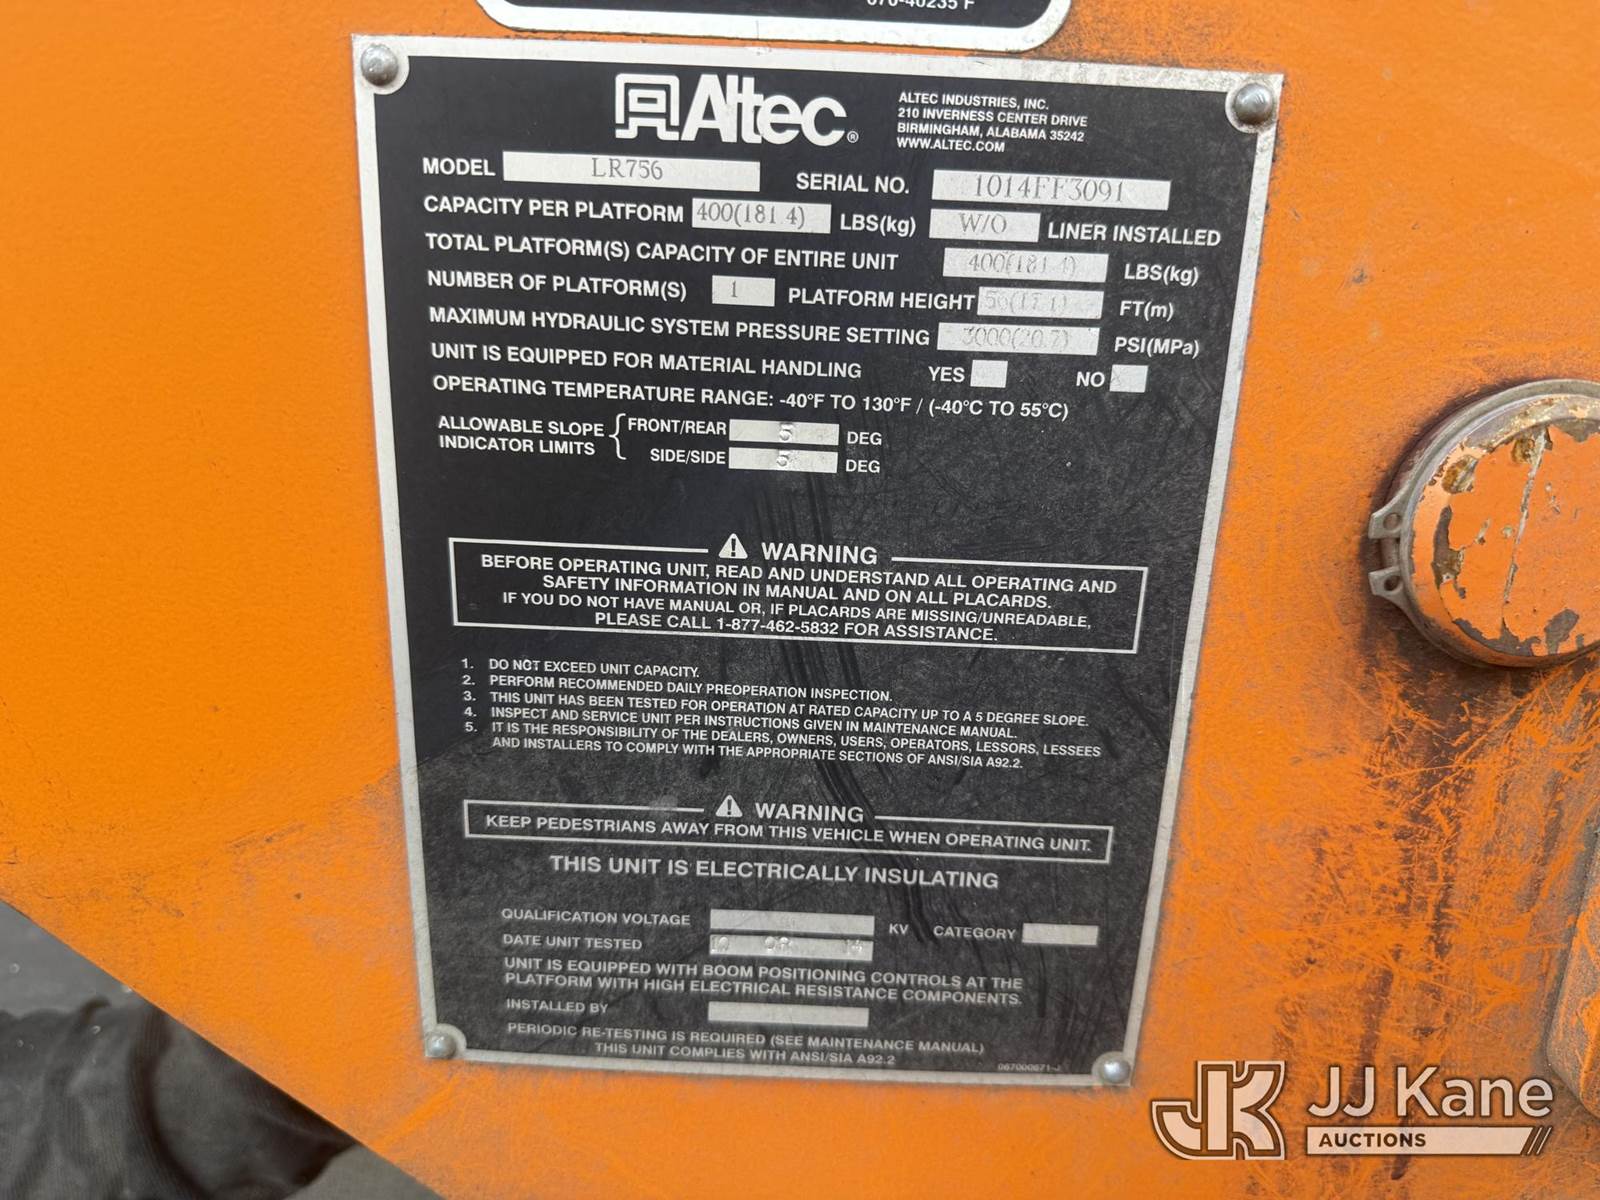 070-40235 F
Altec®
ALTEC INDUSTRIES, INC.
210 INVERNESS CENTER DRIVE
BIRMINGHAM, ALABAMA 35242
WWW.ALTEC.COM
MODEL LR756 SERIAL NO. 1014FF3091
CAPACITY PER PLATFORM 400(181.4) LBS(kg) W/O LINER INSTALLED
TOTAL PLATFORM(S) CAPACITY OF ENTIRE UNIT 400(181.4) LBS(kg)
NUMBER OF PLATFORM(S) 1 PLATFORM HEIGHT 56(17.1) FT(m)
MAXIMUM HYDRAULIC SYSTEM PRESSURE SETTING 3000(20.7) PSI(MPa)
UNIT IS EQUIPPED FOR MATERIAL HANDLING YES NO X
OPERATING TEMPERATURE RANGE: -40°F TO 130°F / (-40°C TO 55°C)
ALLOWABLE SLOPE INDICATOR LIMITS { FRONT/REAR 5 DEG
SIDE/SIDE 5 DEG
⚠ WARNING
BEFORE OPERATING UNIT, READ AND UNDERSTAND ALL OPERATING AND
SAFETY INFORMATION IN MANUAL AND ON ALL PLACARDS.
IF YOU DO NOT HAVE MANUAL OR, IF PLACARDS ARE MISSING/UNREADABLE,
PLEASE CALL 1-877-462-5832 FOR ASSISTANCE.
1. DO NOT EXCEED UNIT CAPACITY.
2. PERFORM RECOMMENDED DAILY PREOPERATION INSPECTION.
3. THIS UNIT HAS BEEN TESTED FOR OPERATION AT RATED CAPACITY UP TO A 5 DEGREE SLOPE.
4. INSPECT AND SERVICE UNIT PER INSTRUCTIONS GIVEN IN MAINTENANCE MANUAL.
5. IT IS THE RESPONSIBILITY OF THE DEALERS, OWNERS, USERS, OPERATORS, LESSORS, LESSEES
AND INSTALLERS TO COMPLY WITH THE APPROPRIATE SECTIONS OF ANSI/SIA A92.2.
⚠ WARNING
KEEP PEDESTRIANS AWAY FROM THIS VEHICLE WHEN OPERATING UNIT.
THIS UNIT IS ELECTRICALLY INSULATING
QUALIFICATION VOLTAGE KV CATEGORY
DATE UNIT TESTED 10 08 14
UNIT IS EQUIPPED WITH BOOM POSITIONING CONTROLS AT THE
PLATFORM WITH HIGH ELECTRICAL RESISTANCE COMPONENTS.
INSTALLED BY
PERIODIC RE-TESTING IS REQUIRED (SEE MAINTENANCE MANUAL)
THIS UNIT COMPLIES WITH ANSI/SIA A92.2
067000671-J
JK JJ Kane
AUCTIONS